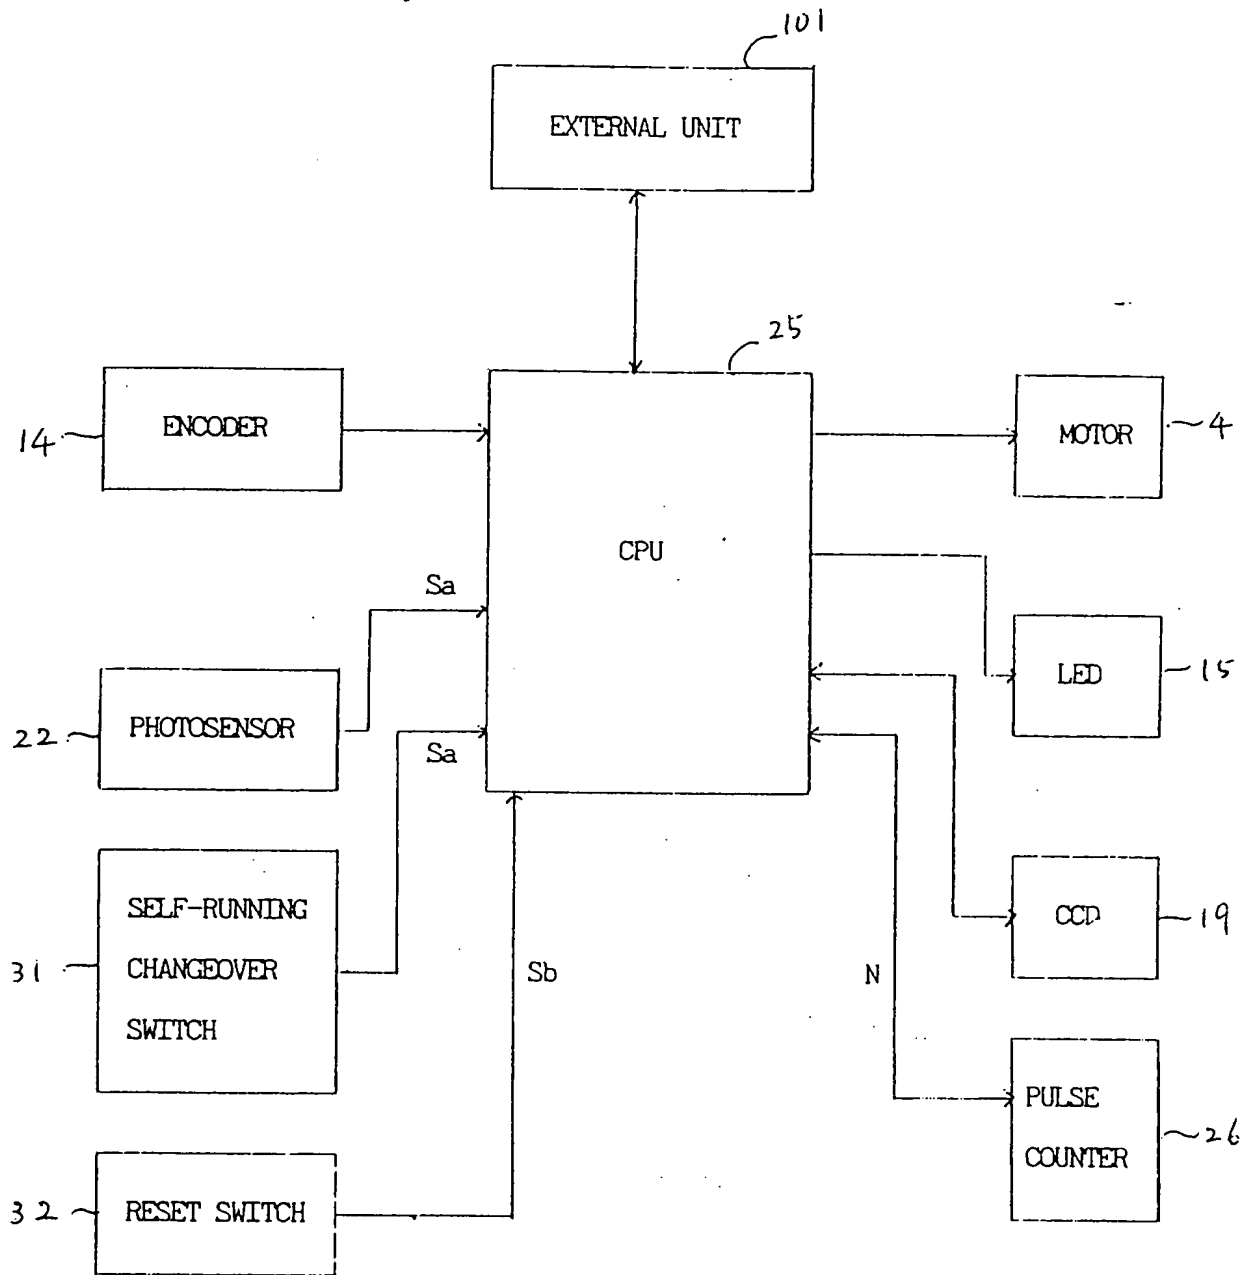 101
EXTERNAL UNIT
25
14
ENCODER
MOTOR
4
CPU
Sa
LED
15
22
PHOTOSENSOR
Sa
SELF-RUNNING
CHANGEOVER
SWITCH
31
Sb
N
CCD
19
PULSE
COUNTER
26
32
RESET SWITCH